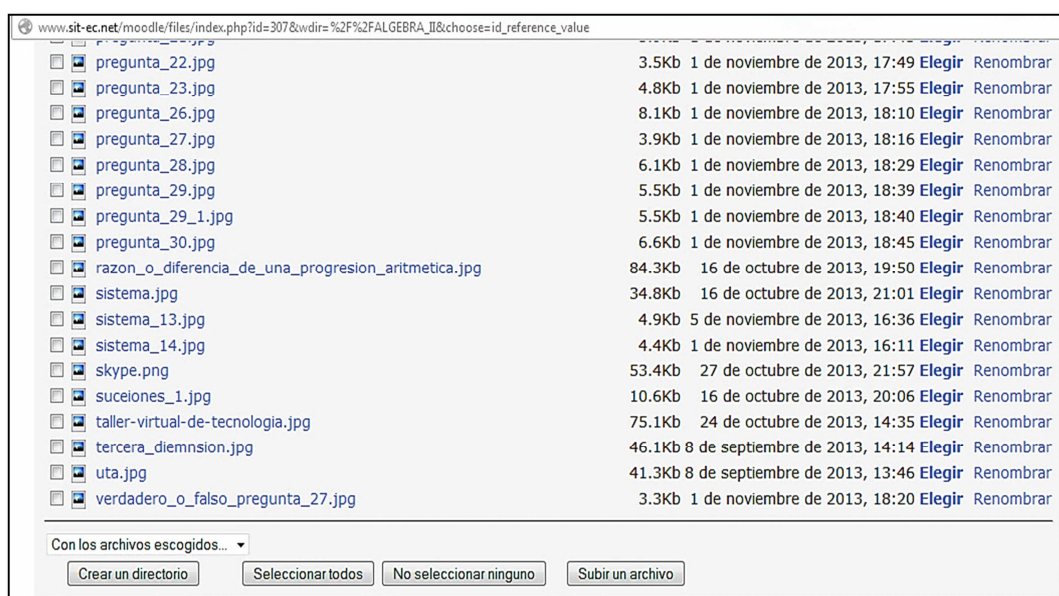 www.sit-ec.net/moodle/files/index.php?id=307&wdir=%2F%2FALGEBRA_II&choose=id_reference_value
pregunta_22.jpg 3.5Kb 1 de noviembre de 2013, 17:49 Elegir Renombrar
pregunta_23.jpg 4.8Kb 1 de noviembre de 2013, 17:55 Elegir Renombrar
pregunta_26.jpg 8.1Kb 1 de noviembre de 2013, 18:10 Elegir Renombrar
pregunta_27.jpg 3.9Kb 1 de noviembre de 2013, 18:16 Elegir Renombrar
pregunta_28.jpg 6.1Kb 1 de noviembre de 2013, 18:29 Elegir Renombrar
pregunta_29.jpg 5.5Kb 1 de noviembre de 2013, 18:39 Elegir Renombrar
pregunta_29_1.jpg 5.5Kb 1 de noviembre de 2013, 18:40 Elegir Renombrar
pregunta_30.jpg 6.6Kb 1 de noviembre de 2013, 18:45 Elegir Renombrar
razon_o_diferencia_de_una_progresion_aritmetica.jpg 84.3Kb 16 de octubre de 2013, 19:50 Elegir Renombrar
sistema.jpg 34.8Kb 16 de octubre de 2013, 21:01 Elegir Renombrar
sistema_13.jpg 4.9Kb 5 de noviembre de 2013, 16:36 Elegir Renombrar
sistema_14.jpg 4.4Kb 1 de noviembre de 2013, 16:11 Elegir Renombrar
skype.png 53.4Kb 27 de octubre de 2013, 21:57 Elegir Renombrar
suceiones_1.jpg 10.6Kb 16 de octubre de 2013, 20:06 Elegir Renombrar
taller-virtual-de-tecnologia.jpg 75.1Kb 24 de octubre de 2013, 14:35 Elegir Renombrar
tercera_diemnsion.jpg 46.1Kb 8 de septiembre de 2013, 14:14 Elegir Renombrar
uta.jpg 41.3Kb 8 de septiembre de 2013, 13:46 Elegir Renombrar
verdadero_o_falso_pregunta_27.jpg 3.3Kb 1 de noviembre de 2013, 18:20 Elegir Renombrar
Con los archivos escogidos...
Crear un directorio Seleccionar todos No seleccionar ninguno Subir un archivo